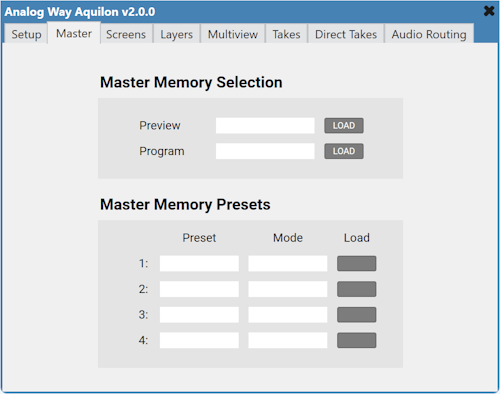 Analog Way Aquilon v2.0.0
Setup Master Screens Layers Multiview Takes Direct Takes Audio Routing
Master Memory Selection
Preview LOAD
Program LOAD
Master Memory Presets
Preset Mode Load
1:
2:
3:
4: